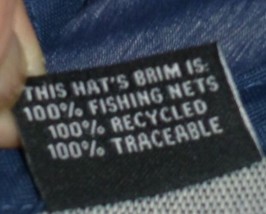 THIS HAT'S BRIM IS:
100% FISHING NETS
100% RECYCLED
100% TRACEABLE